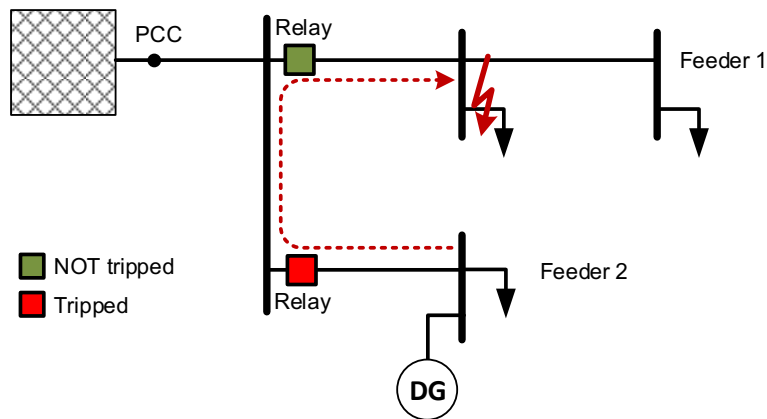 PCC
Relay
Feeder 1
NOT tripped
Tripped
Relay
Feeder 2
DG